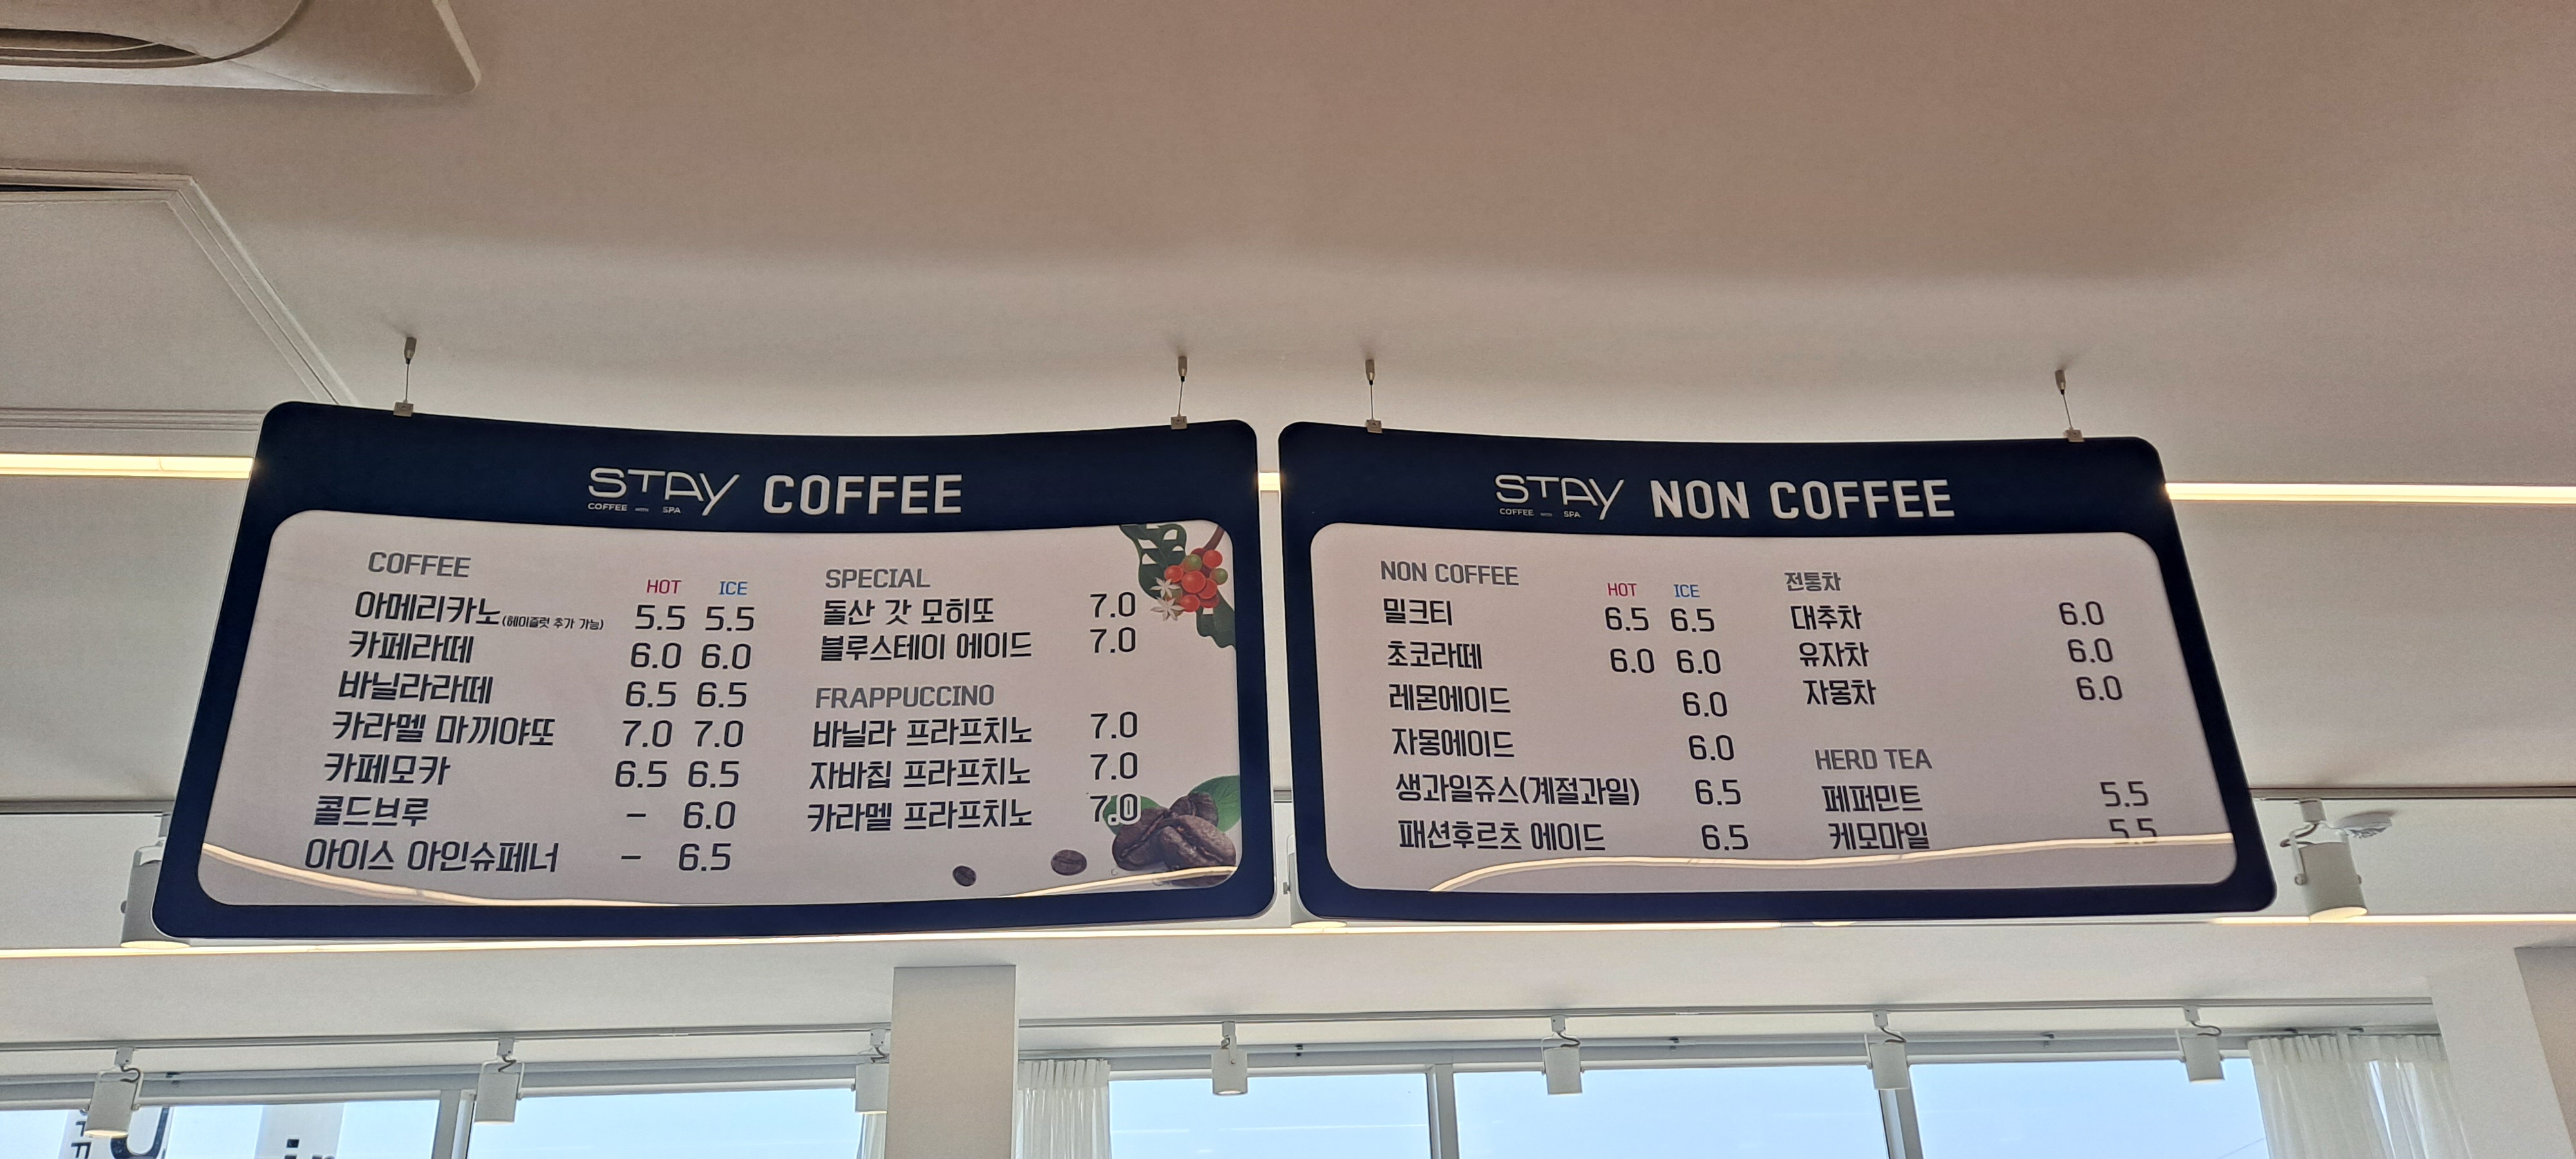 STAY COFFEE
COFFEE with SPA
COFFEE
HOT ICE
아메리카노(헤이즐럿 추가 가능) 5.5 5.5
카페라떼 6.0 6.0
바닐라라떼 6.5 6.5
카라멜 마끼야또 7.0 7.0
카페모카 6.5 6.5
콜드브루 - 6.0
아이스 아인슈페너 - 6.5
SPECIAL
돌산 갓 모히또 7.0
블루스테이 에이드 7.0
FRAPPUCCINO
바닐라 프라프치노 7.0
자바칩 프라프치노 7.0
카라멜 프라프치노 7.0
STAY NON COFFEE
COFFEE with SPA
NON COFFEE
HOT ICE
밀크티 6.5 6.5
초코라떼 6.0 6.0
레몬에이드 6.0
자몽에이드 6.0
생과일쥬스(계절과일) 6.5
패션후르츠 에이드 6.5
전통차
대추차 6.0
유자차 6.0
자몽차 6.0
HERD TEA
페퍼민트 5.5
케모마일 5.5